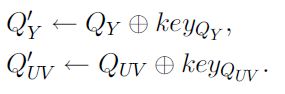 Q′_Y ← Q_Y ⊕ key_{Q_Y},
Q′_{UV} ← Q_{UV} ⊕ key_{Q_{UV}}.